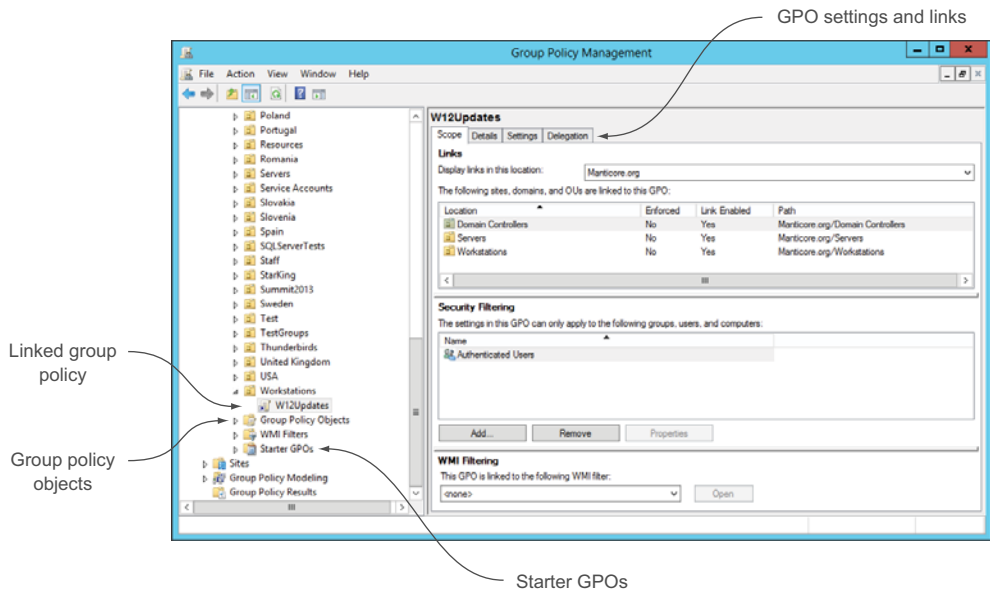 GPO settings and links
Group Policy Management
File Action View Window Help
Poland
Portugal
Resources
Romania
Servers
Service Accounts
Slovakia
Slovenia
Spain
SQLServerTests
Staff
StarKing
Summit2013
Sweden
Test
TestGroups
Thunderbirds
United Kingdom
USA
Workstations
W12Updates
Group Policy Objects
WMI Filters
Starter GPOs
Sites
Group Policy Modeling
Group Policy Results
W12Updates
Scope Details Settings Delegation
Links
Display links in this location: Manticore.org
The following sites, domains, and OUs are linked to this GPO:
Location Enforced Link Enabled Path
Domain Controllers No Yes Manticore.org/Domain Controllers
Servers No Yes Manticore.org/Servers
Workstations No Yes Manticore.org/Workstations
Security Filtering
The settings in this GPO can only apply to the following groups, users, and computers:
Name
Authenticated Users
Add... Remove Properties
WMI Filtering
This GPO is linked to the following WMI filter:
<none> Open
Linked group
policy
Group policy
objects
Starter GPOs